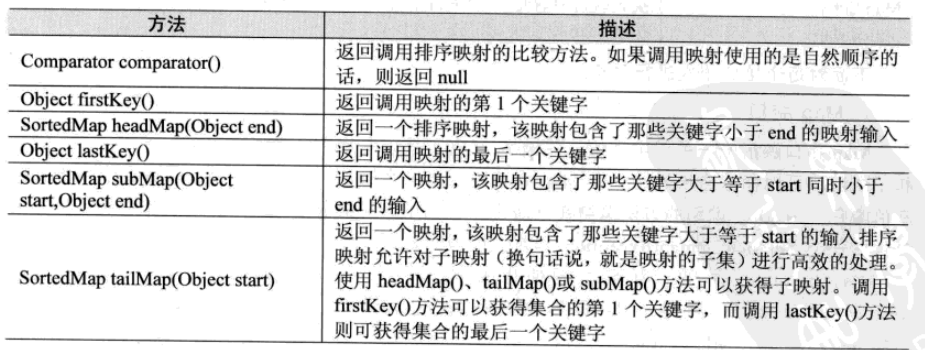 方法 描述
Comparator comparator() 返回调用排序映射的比较方法。如果调用映射使用的是自然顺序的
话，则返回 null
Object firstKey() 返回调用映射的第 1 个关键字
SortedMap headMap(Object end) 返回一个排序映射，该映射包含了那些关键字小于 end 的映射输入
Object lastKey() 返回调用映射的最后一个关键字
SortedMap subMap(Object 返回一个映射，该映射包含了那些关键字大于等于 start 同时小于
start,Object end) end 的输入
返回一个映射，该映射包含了那些关键字大于等于 start 的输入排序
映射允许对子映射（换句话说，就是映射的子集）进行高效的处理。
SortedMap tailMap(Object start) 使用 headMap()、tailMap()或 subMap()方法可以获得子映射。调用
firstKey()方法可以获得集合的第 1 个关键字，而调用 lastKey()方法
则可获得集合的最后一个关键字